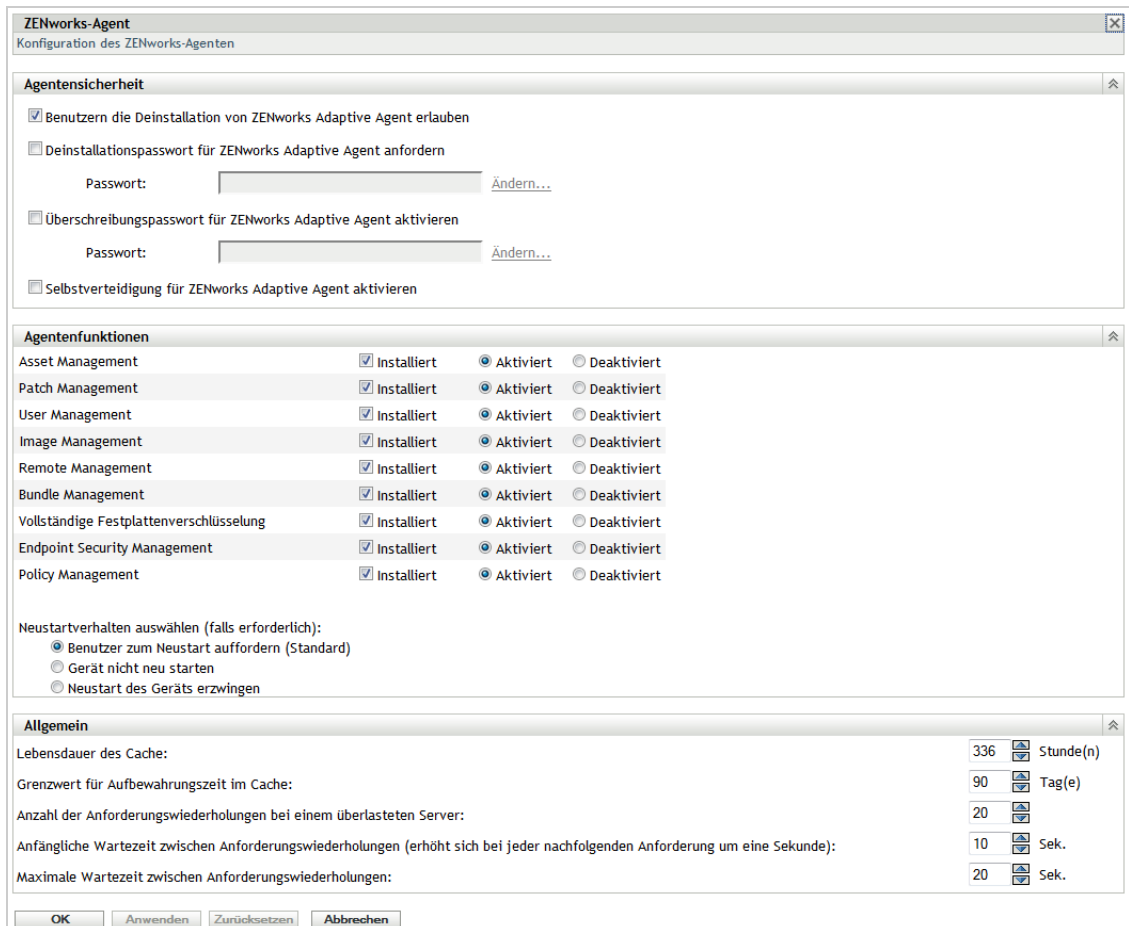 ZENworks-Agent
Konfiguration des ZENworks-Agenten
Agentensicherheit
Benutzern die Deinstallation von ZENworks Adaptive Agent erlauben
Deinstallationspasswort für ZENworks Adaptive Agent anfordern
Passwort: Ändern...
Überschreibungspasswort für ZENworks Adaptive Agent aktivieren
Passwort: Ändern...
Selbstverteidigung für ZENworks Adaptive Agent aktivieren
Agentenfunktionen
Asset Management Installiert Aktiviert Deaktiviert
Patch Management Installiert Aktiviert Deaktiviert
User Management Installiert Aktiviert Deaktiviert
Image Management Installiert Aktiviert Deaktiviert
Remote Management Installiert Aktiviert Deaktiviert
Bundle Management Installiert Aktiviert Deaktiviert
Vollständige Festplattenverschlüsselung Installiert Aktiviert Deaktiviert
Endpoint Security Management Installiert Aktiviert Deaktiviert
Policy Management Installiert Aktiviert Deaktiviert
Neustartverhalten auswählen (falls erforderlich):
Benutzer zum Neustart auffordern (Standard)
Gerät nicht neu starten
Neustart des Geräts erzwingen
Allgemein
Lebensdauer des Cache: 336 Stunde(n)
Grenzwert für Aufbewahrungszeit im Cache: 90 Tag(e)
Anzahl der Anforderungswiederholungen bei einem überlasteten Server: 20
Anfängliche Wartezeit zwischen Anforderungswiederholungen (erhöht sich bei jeder nachfolgenden Anforderung um eine Sekunde): 10 Sek.
Maximale Wartezeit zwischen Anforderungswiederholungen: 20 Sek.
OK Anwenden Zurücksetzen Abbrechen